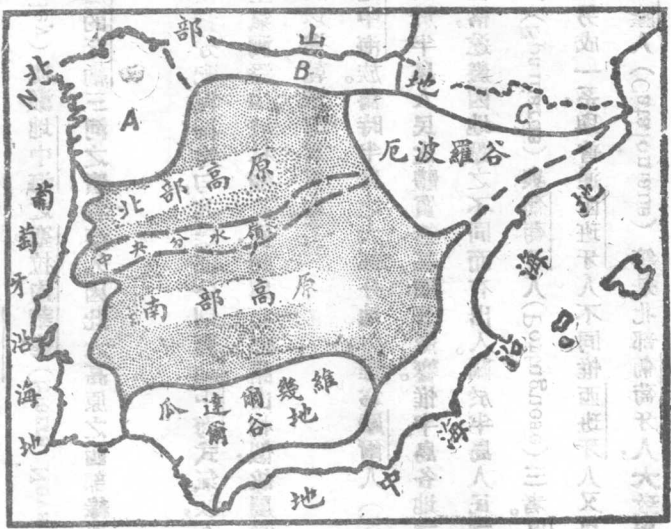 北部山地
西
N
A
B
C
厄波羅谷
北部高原
中央分水嶺
南部高原
瓜達爾幾維
爾谷地
葡萄牙沿海地
地中海沿海地